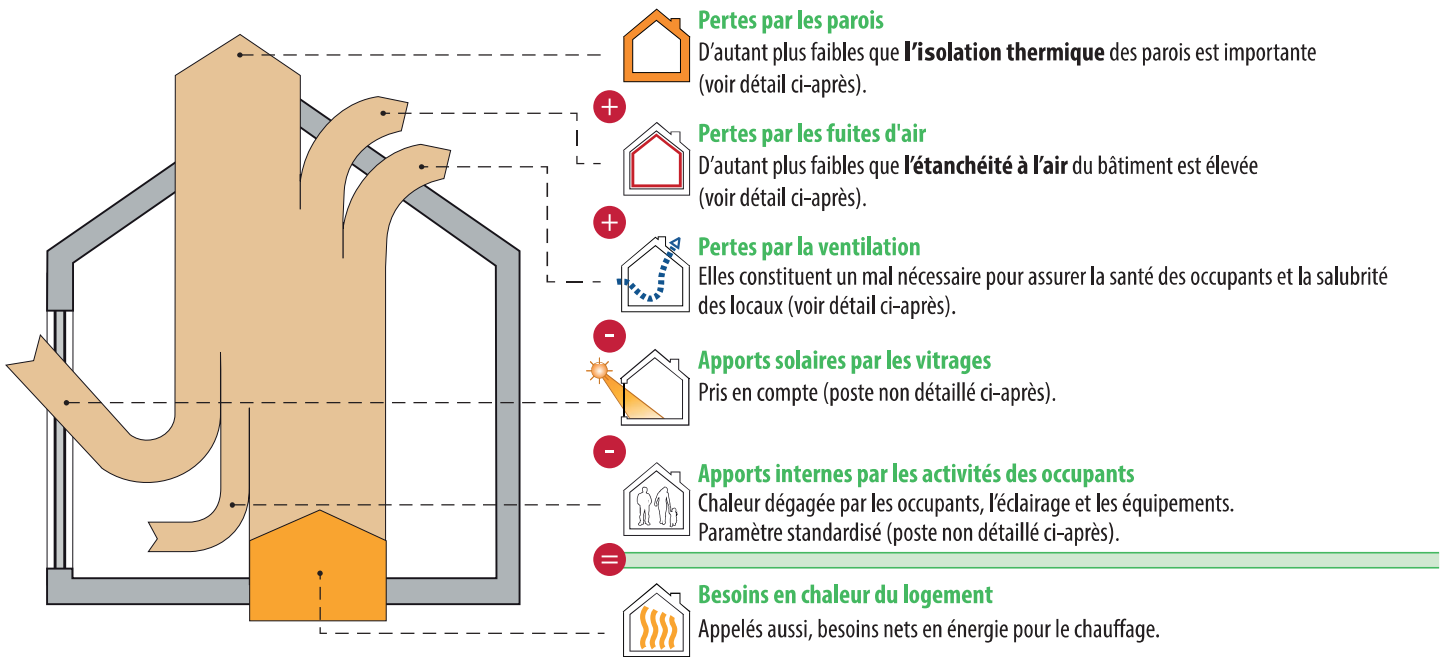 Pertes par les parois
D'autant plus faibles que l'isolation thermique des parois est importante
(voir détail ci-après).
+
Pertes par les fuites d'air
D'autant plus faibles que l'étanchéité à l'air du bâtiment est élevée
(voir détail ci-après).
+
Pertes par la ventilation
Elles constituent un mal nécessaire pour assurer la santé des occupants et la salubrité
des locaux (voir détail ci-après).
-
Apports solaires par les vitrages
Pris en compte (poste non détaillé ci-après).
-
Apports internes par les activités des occupants
Chaleur dégagée par les occupants, l'éclairage et les équipements.
Paramètre standardisé (poste non détaillé ci-après).
=
Besoins en chaleur du logement
Appelés aussi, besoins nets en énergie pour le chauffage.